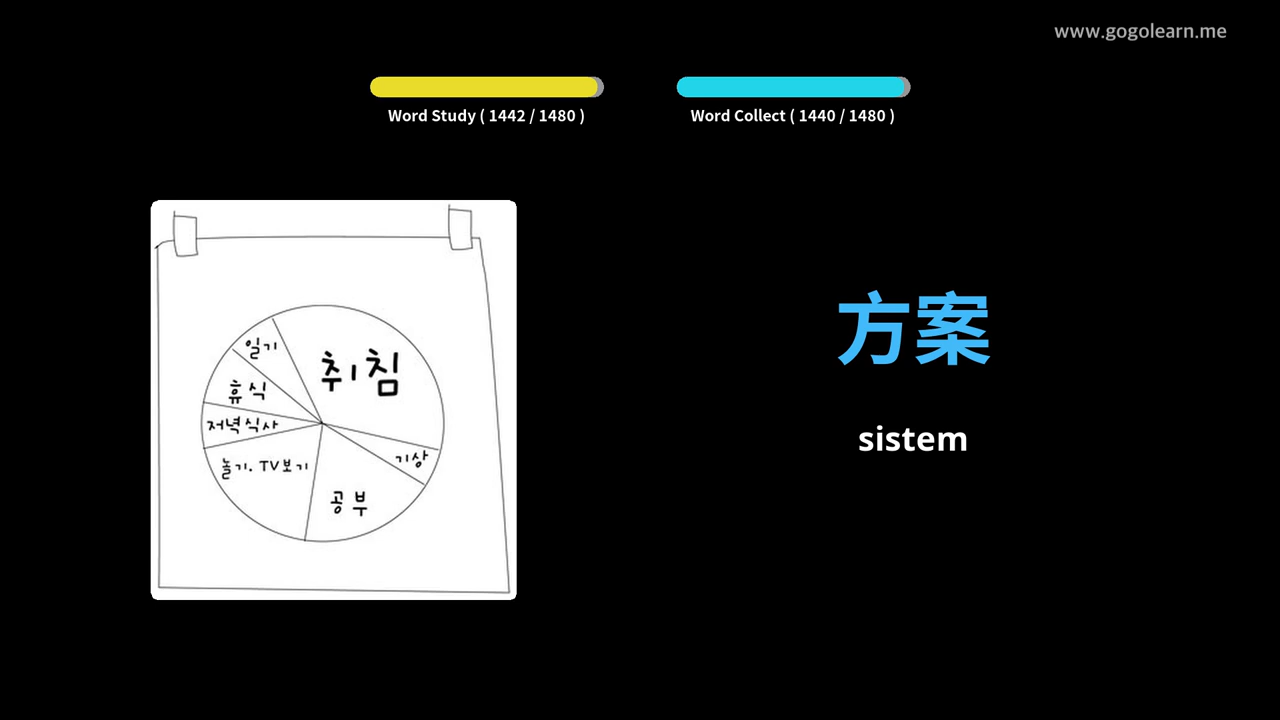 www.gogolearn.me
Word Study ( 1442 / 1480 )
Word Collect ( 1440 / 1480 )
일기
취침
휴식
저녁식사
놀기. TV보기
기상
공부
方案
sistem